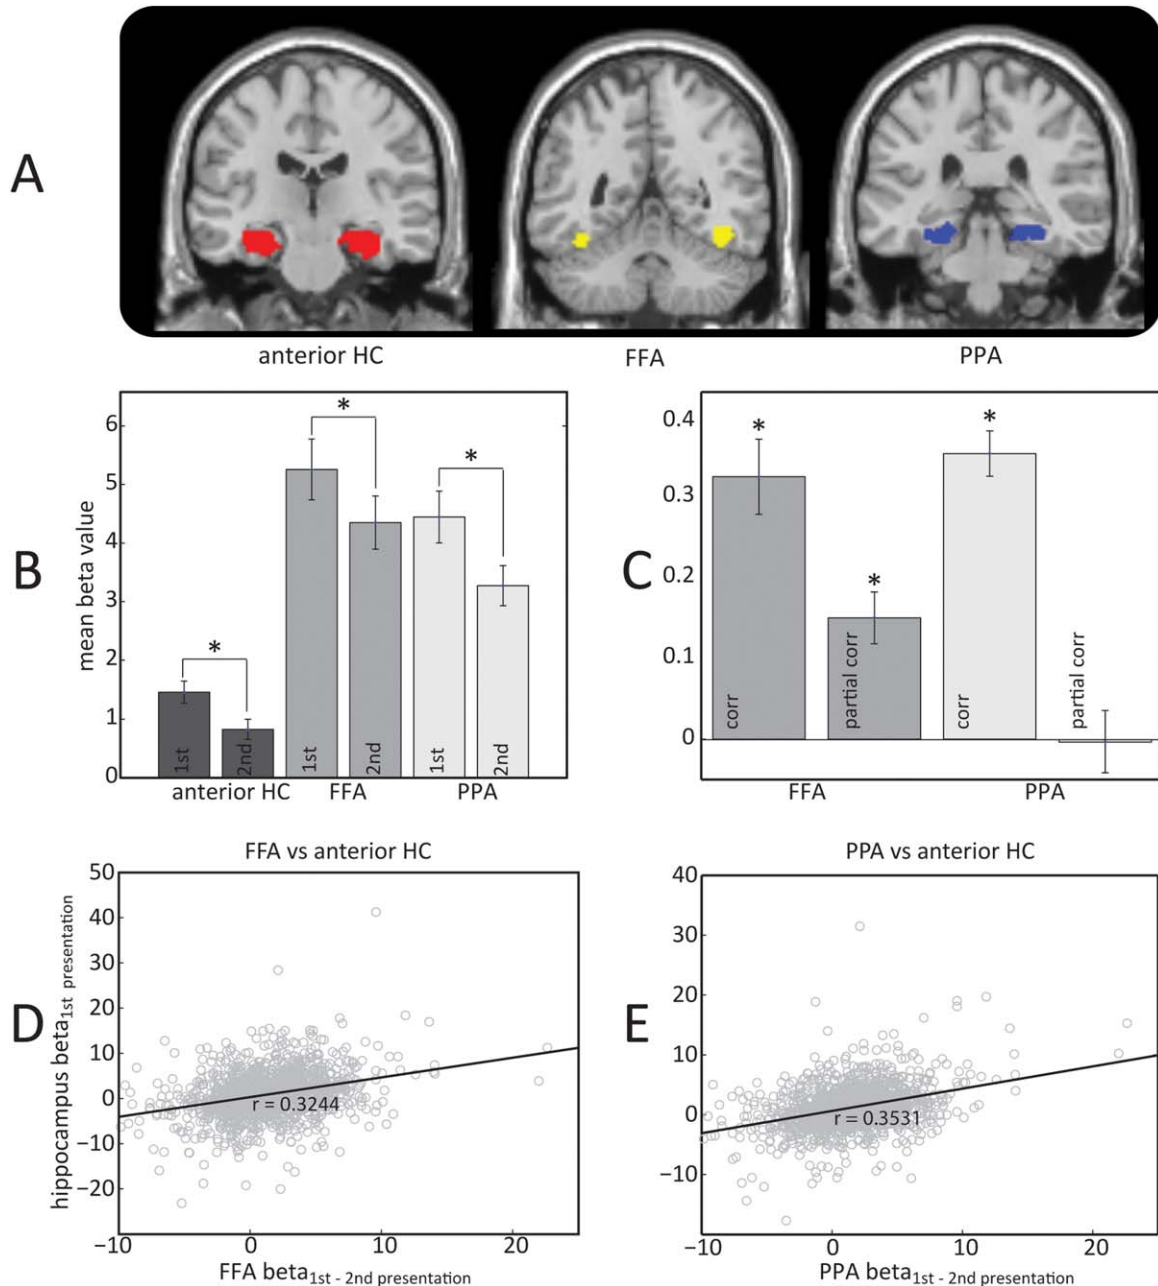 A
anterior HC
FFA
PPA
B
mean beta value
6
5
4
3
2
1
0
*
*
*
1st
2nd
1st
2nd
1st
2nd
anterior HC
FFA
PPA
C
0.4
0.3
0.2
0.1
0
*
*
*
corr
partial corr
corr
partial corr
FFA
PPA
D
FFA vs anterior HC
hippocampus beta1st presentation
50
40
30
20
10
0
−10
−20
r = 0.3244
−10
0
10
20
FFA beta1st - 2nd presentation
E
PPA vs anterior HC
40
30
20
10
0
−10
r = 0.3531
−10
0
10
20
PPA beta1st - 2nd presentation